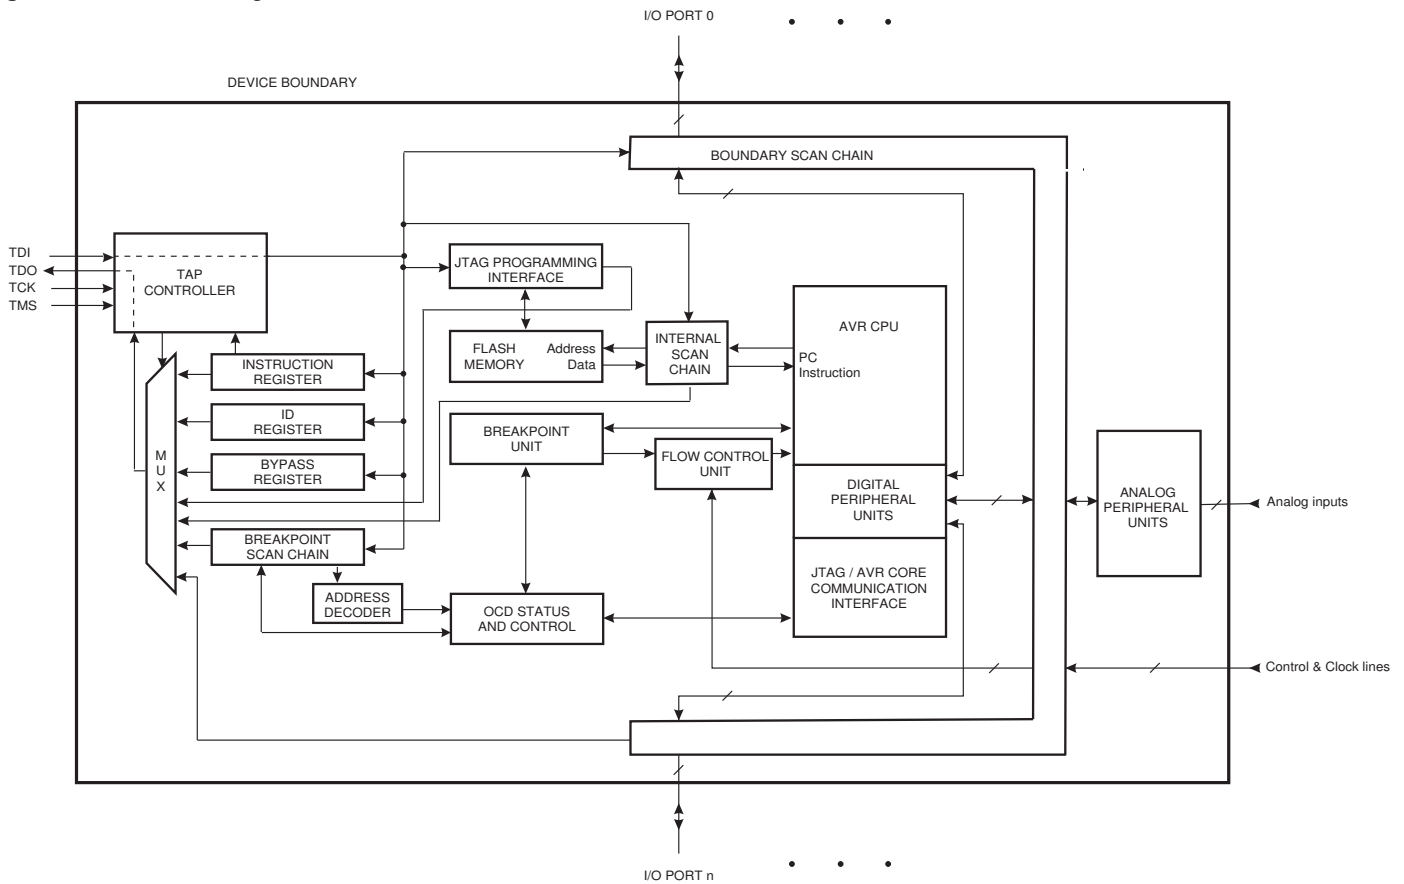 I/O PORT 0
DEVICE BOUNDARY
BOUNDARY SCAN CHAIN
TDI
TDO
TCK
TMS
TAP
CONTROLLER
JTAG PROGRAMMING
INTERFACE
AVR CPU
FLASH
MEMORY
Address
Data
INTERNAL
SCAN
CHAIN
PC
Instruction
INSTRUCTION
REGISTER
ID
REGISTER
BREAKPOINT
UNIT
FLOW CONTROL
UNIT
M
U
X
BYPASS
REGISTER
DIGITAL
PERIPHERAL
UNITS
ANALOG
PERIPHERAL
UNITS
Analog inputs
BREAKPOINT
SCAN CHAIN
JTAG / AVR CORE
COMMUNICATION
INTERFACE
ADDRESS
DECODER
OCD STATUS
AND CONTROL
Control & Clock lines
I/O PORT n